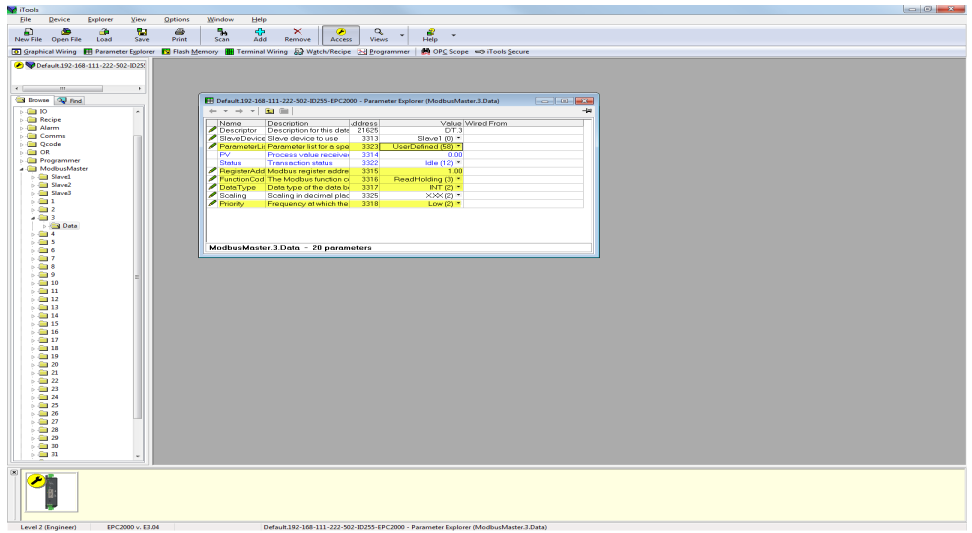 iTools
File Device Explorer View Options Window Help
New File Open File Load Save Print Scan Add Remove Access Views Help
Graphical Wiring Parameter Explorer Flash Memory Terminal Wiring Watch/Recipe Programmer OPC Scope iTools Secure
Default.192-168-111-222-502-ID255
Browse Find
IO
Recipe
Alarm
Comms
Qcode
OR
Programmer
ModbusMaster
Slave1
Slave2
Slave3
1
2
3
Data
4
5
6
7
8
9
10
11
12
13
14
15
16
17
18
19
20
21
22
23
24
25
26
27
28
29
30
31
Default.192-168-111-222-502-ID255-EPC2000 - Parameter Explorer (ModbusMaster.3.Data)
Name Description Address Value Wired From
Descriptor Description for this date 21625 DT.3
SlaveDevice Slave device to use 3313 Slave1 (0)
ParameterLi Parameter list for a spe 3323 UserDefined (58)
PV Process value receive 3314 0.00
Status Transaction status 3322 Idle (12)
RegisterAdd Modbus register addre 3315 1.00
FunctionCod The Modbus function c 3316 ReadHolding (3)
DataType Data type of the data b 3317 INT (2)
Scaling Scaling in decimal plac 3325 X.XX (2)
Priority Frequency at which the 3318 Low (2)
ModbusMaster.3.Data - 20 parameters
Level 2 (Engineer) EPC2000 v. E3.04 Default.192-168-111-222-502-ID255-EPC2000 - Parameter Explorer (ModbusMaster.3.Data)